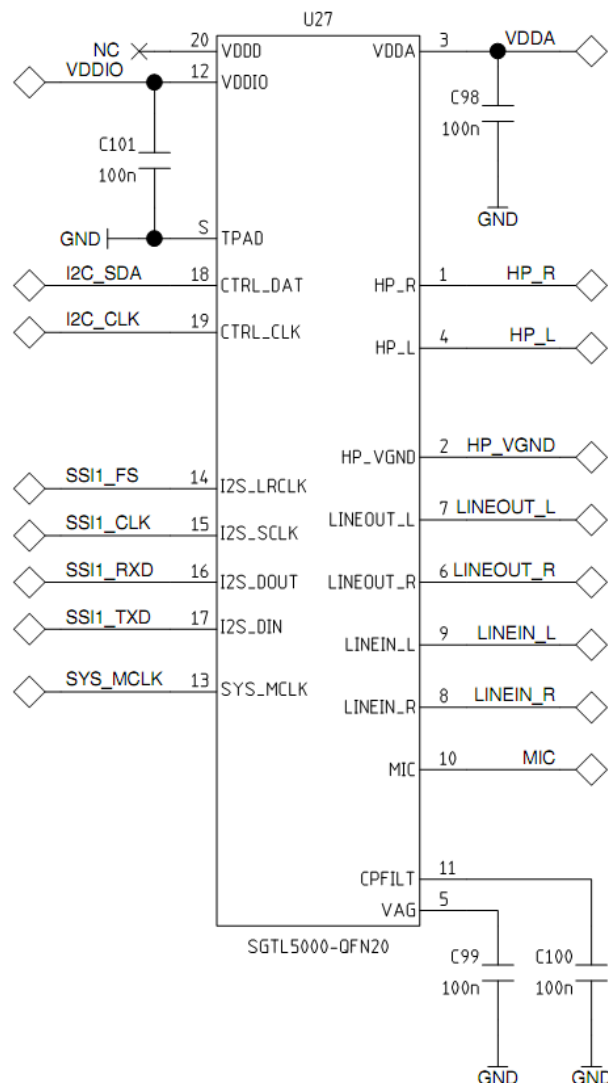 U27
NC 20 VDDD VDDA 3 VDDA
VDDIO 12 VDDIO
C98
100n
C101
100n
GND
GND S TPAD
I2C_SDA 18 CTRL_DAT HP_R 1 HP_R
I2C_CLK 19 CTRL_CLK HP_L 4 HP_L
HP_VGND 2 HP_VGND
SSI1_FS 14 I2S_LRCLK
LINEOUT_L 7 LINEOUT_L
SSI1_CLK 15 I2S_SCLK
SSI1_RXD 16 I2S_DOUT LINEOUT_R 6 LINEOUT_R
SSI1_TXD 17 I2S_DIN
LINEIN_L 9 LINEIN_L
SYS_MCLK 13 SYS_MCLK
LINEIN_R 8 LINEIN_R
MIC 10 MIC
CPFILT 11
VAG 5
SGTL5000-QFN20
C99 C100
100n 100n
GND GND